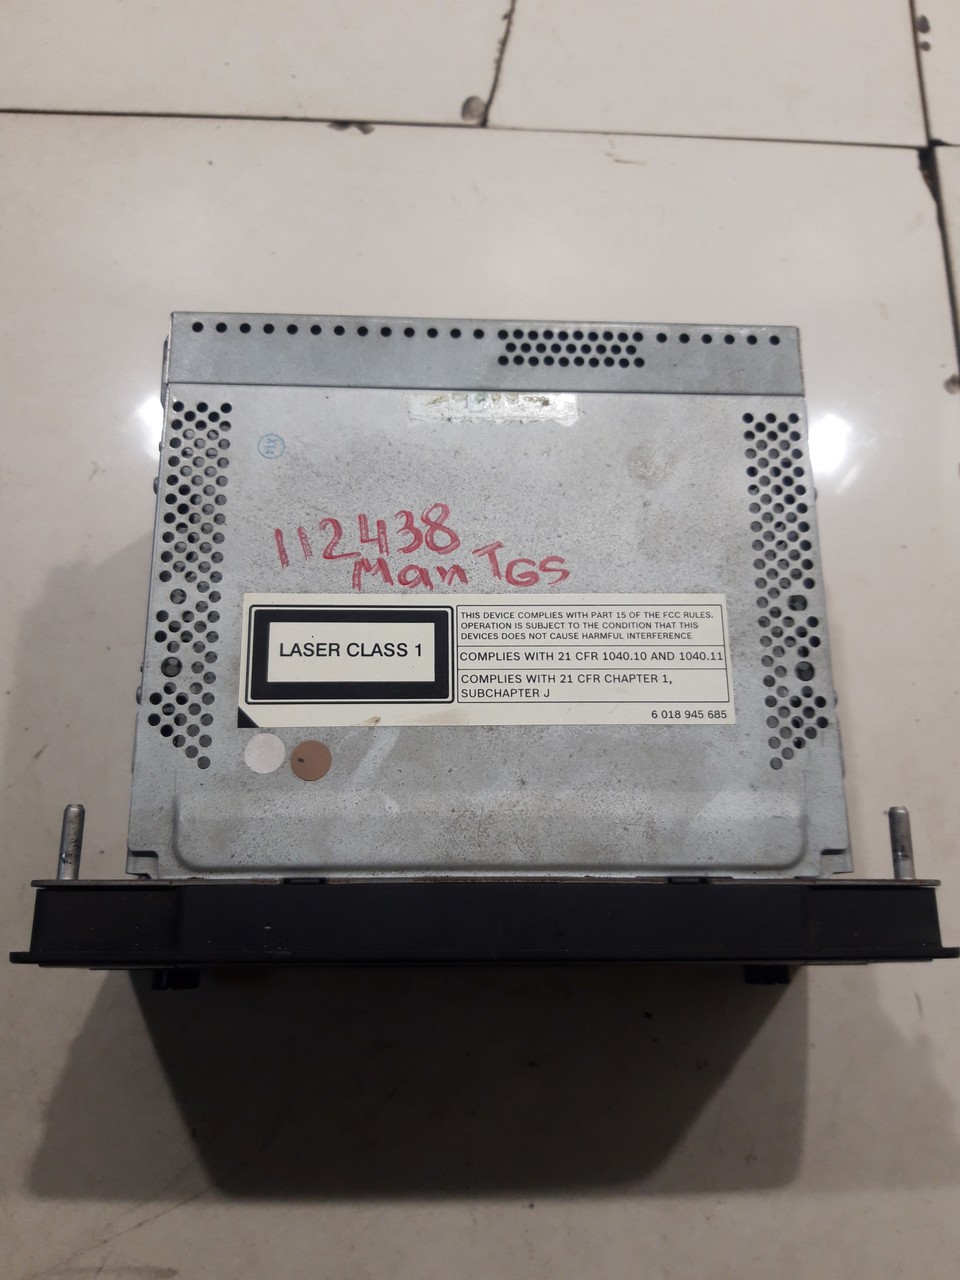 112438
Man TGS
LASER CLASS 1
THIS DEVICE COMPLIES WITH PART 15 OF THE FCC RULES.
OPERATION IS SUBJECT TO THE CONDITION THAT THIS
DEVICES DOES NOT CAUSE HARMFUL INTERFERENCE
COMPLIES WITH 21 CFR 1040.10 AND 1040.11
COMPLIES WITH 21 CFR CHAPTER 1,
SUBCHAPTER J
6 018 945 685